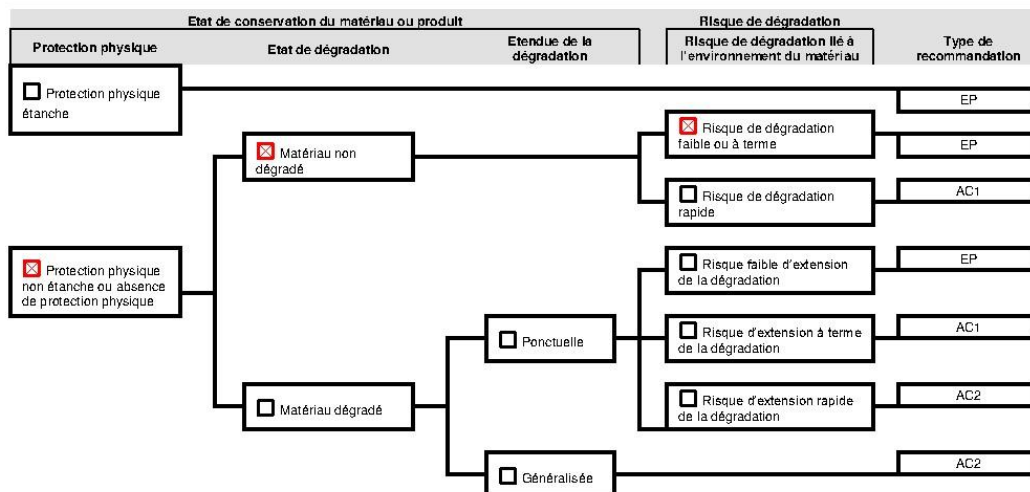 Etat de conservation du matériau ou produit
Risque de dégradation
Protection physique
Etat de dégradation
Etendue de la
dégradation
Risque de dégradation lié à
l'environnement du matériau
Type de
recommandation
Protection physique
étanche
EP
Matériau non
dégradé
Risque de dégradation
faible ou à terme
EP
Risque de dégradation
rapide
AC1
Protection physique
non étanche ou absence
de protection physique
Risque faible d'extension
de la dégradation
EP
Ponctuelle
Risque d'extension à terme
de la dégradation
AC1
Matériau dégradé
Risque d'extension rapide
de la dégradation
AC2
Généralisée
AC2